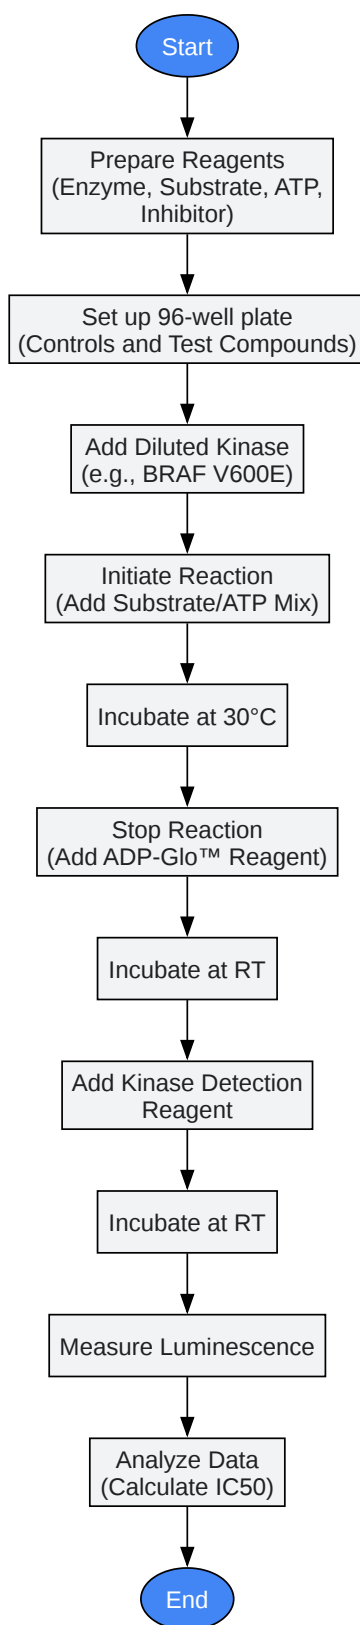 Start
Prepare Reagents
(Enzyme, Substrate, ATP,
Inhibitor)
Set up 96-well plate
(Controls and Test Compounds)
Add Diluted Kinase
(e.g., BRAF V600E)
Initiate Reaction
(Add Substrate/ATP Mix)
Incubate at 30°C
Stop Reaction
(Add ADP-Glo™ Reagent)
Incubate at RT
Add Kinase Detection
Reagent
Incubate at RT
Measure Luminescence
Analyze Data
(Calculate IC50)
End